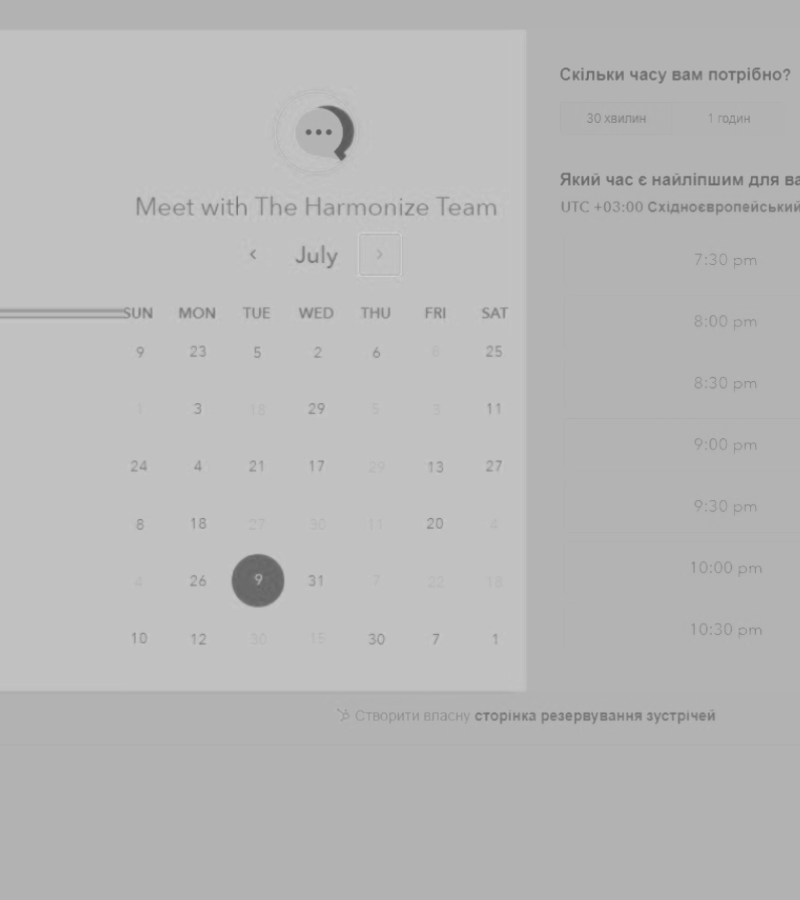 Meet with The Harmonize Team
July
SUN MON TUE WED THU FRI SAT
9 23 5 2 6 8 25
1 3 18 29 5 3 11
24 4 21 17 29 13 27
8 18 27 30 11 20 4
4 26 9 31 7 22 18
10 12 30 15 30 7 1
Скільки часу вам потрібно?
30 хвилин 1 годин
Який час є найліпшим для ва
UTC +03:00 Східноєвропейський
7:30 pm
8:00 pm
8:30 pm
9:00 pm
9:30 pm
10:00 pm
10:30 pm
Створити власну сторінка резервування зустрічей